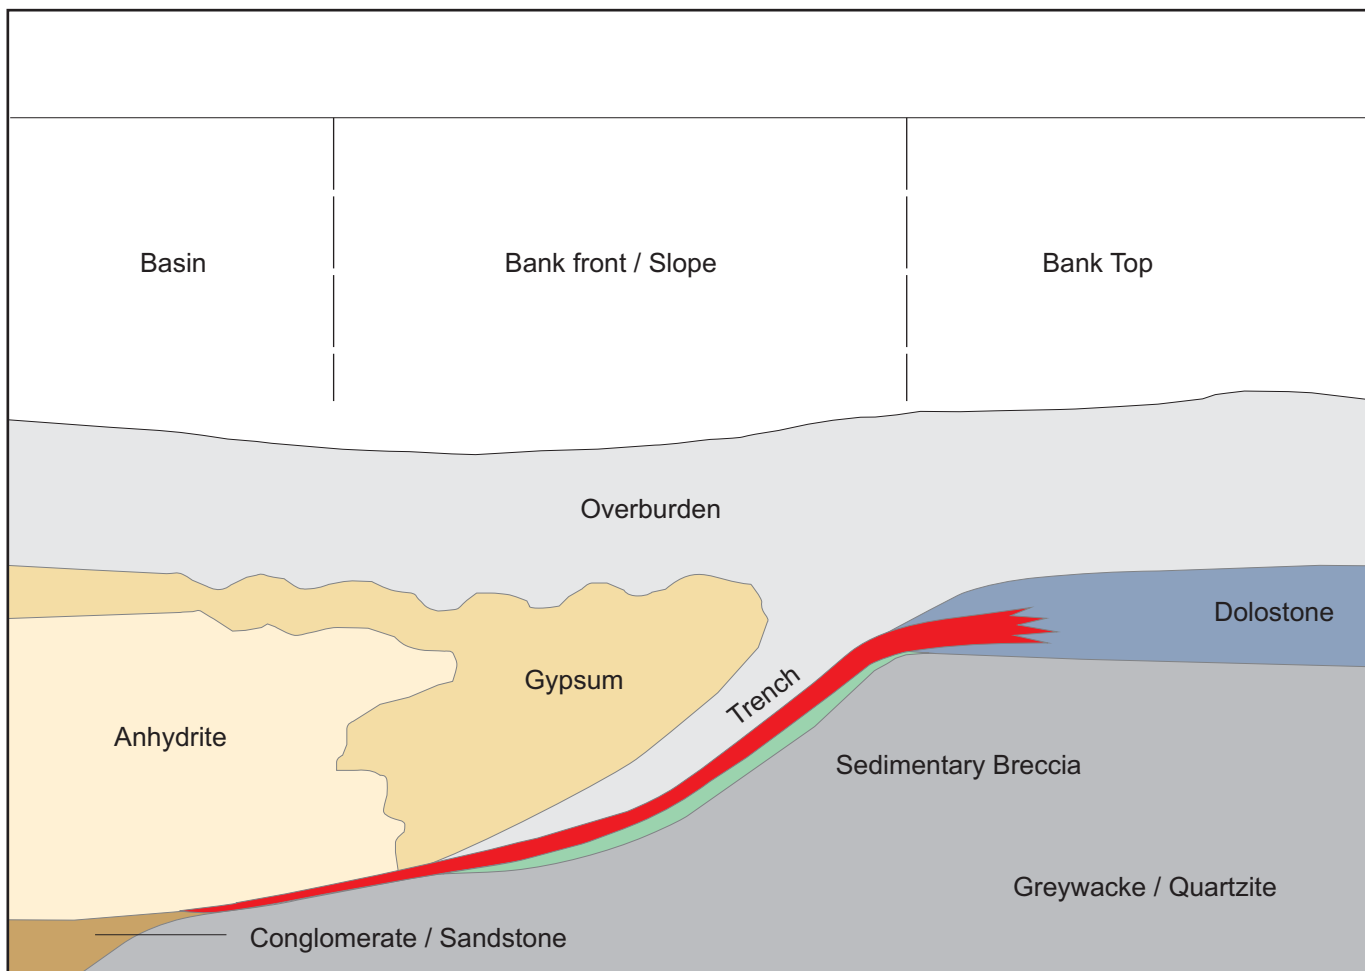 Basin
Bank front / Slope
Bank Top
Overburden
Dolostone
Gypsum
Trench
Anhydrite
Sedimentary Breccia
Greywacke / Quartzite
Conglomerate / Sandstone